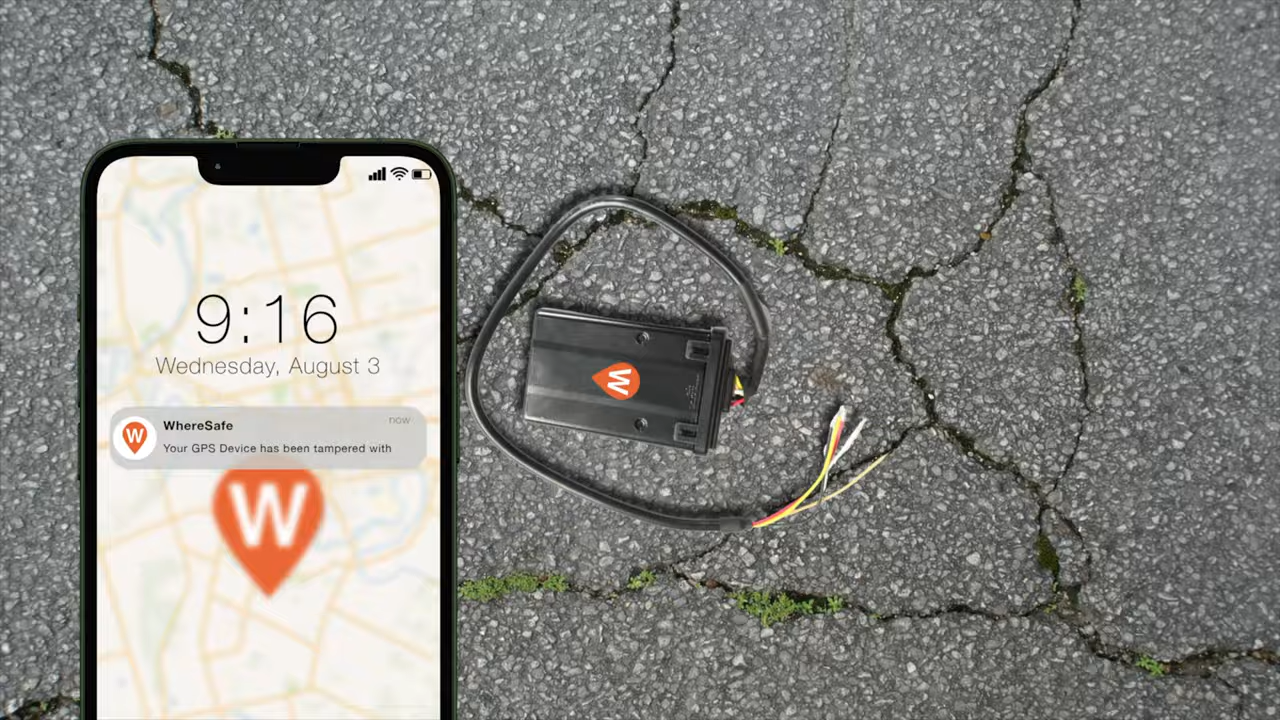 9:16
Wednesday, August 3
W
WhereSafe
now
Your GPS Device has been tampered with
W
W